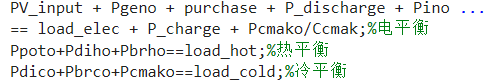 PV_input + Pgeno + purchase + P_discharge + Pino ...
== load_elec + P_charge + Pcmako/Ccmak;%电平衡
Ppoto+Pdiho+Pbrho==load_hot;%热平衡
Pdico+Pbrco+Pcmako==load_cold;%冷平衡